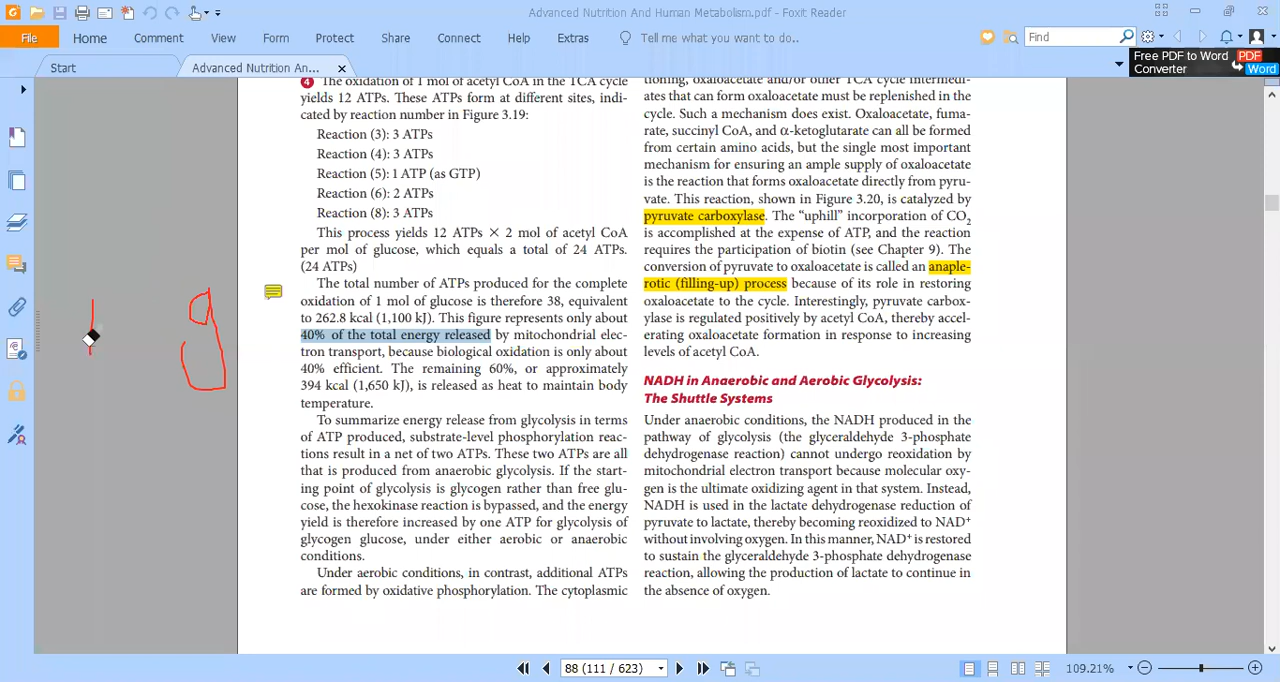 Advanced Nutrition And Human Metabolism.pdf - Foxit Reader
File Home Comment View Form Protect Share Connect Help Extras Tell me what you want to do.. Find
Start Advanced Nutrition An... Free PDF to Word Converter PDF Word
4 The oxidation of 1 mol of acetyl CoA in the TCA cycle
yields 12 ATPs. These ATPs form at different sites, indi-
cated by reaction number in Figure 3.19:
Reaction (3): 3 ATPs
Reaction (4): 3 ATPs
Reaction (5): 1 ATP (as GTP)
Reaction (6): 2 ATPs
Reaction (8): 3 ATPs
This process yields 12 ATPs × 2 mol of acetyl CoA
per mol of glucose, which equals a total of 24 ATPs.
(24 ATPs)
The total number of ATPs produced for the complete
oxidation of 1 mol of glucose is therefore 38, equivalent
to 262.8 kcal (1,100 kJ). This figure represents only about
40% of the total energy released by mitochondrial elec-
tron transport, because biological oxidation is only about
40% efficient. The remaining 60%, or approximately
394 kcal (1,650 kJ), is released as heat to maintain body
temperature.
To summarize energy release from glycolysis in terms
of ATP produced, substrate-level phosphorylation reac-
tions result in a net of two ATPs. These two ATPs are all
that is produced from anaerobic glycolysis. If the start-
ing point of glycolysis is glycogen rather than free glu-
cose, the hexokinase reaction is bypassed, and the energy
yield is therefore increased by one ATP for glycolysis of
glycogen glucose, under either aerobic or anaerobic
conditions.
Under aerobic conditions, in contrast, additional ATPs
are formed by oxidative phosphorylation. The cytoplasmic
tioning, oxaloacetate and/or other TCA cycle intermedi-
ates that can form oxaloacetate must be replenished in the
cycle. Such a mechanism does exist. Oxaloacetate, fuma-
rate, succinyl CoA, and α-ketoglutarate can all be formed
from certain amino acids, but the single most important
mechanism for ensuring an ample supply of oxaloacetate
is the reaction that forms oxaloacetate directly from pyru-
vate. This reaction, shown in Figure 3.20, is catalyzed by
pyruvate carboxylase. The “uphill” incorporation of CO2
is accomplished at the expense of ATP, and the reaction
requires the participation of biotin (see Chapter 9). The
conversion of pyruvate to oxaloacetate is called an anaple-
rotic (filling-up) process because of its role in restoring
oxaloacetate to the cycle. Interestingly, pyruvate carbox-
ylase is regulated positively by acetyl CoA, thereby accel-
erating oxaloacetate formation in response to increasing
levels of acetyl CoA.
NADH in Anaerobic and Aerobic Glycolysis:
The Shuttle Systems
Under anaerobic conditions, the NADH produced in the
pathway of glycolysis (the glyceraldehyde 3-phosphate
dehydrogenase reaction) cannot undergo reoxidation by
mitochondrial electron transport because molecular oxy-
gen is the ultimate oxidizing agent in that system. Instead,
NADH is used in the lactate dehydrogenase reduction of
pyruvate to lactate, thereby becoming reoxidized to NAD+
without involving oxygen. In this manner, NAD+ is restored
to sustain the glyceraldehyde 3-phosphate dehydrogenase
reaction, allowing the production of lactate to continue in
the absence of oxygen.
88 (111 / 623) 109.21%